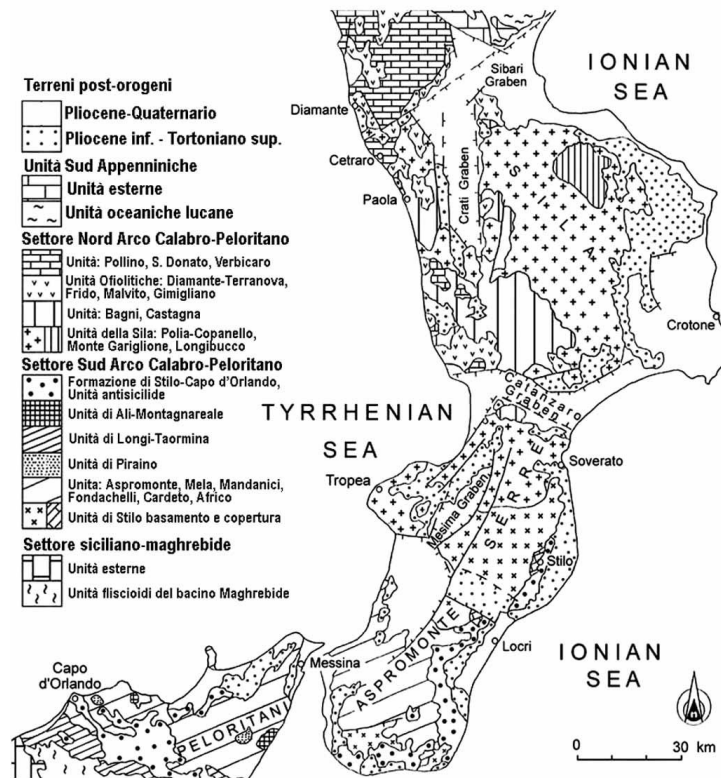 Terreni post-orogeni
Pliocene-Quaternario
Pliocene inf. - Tortoniano sup.
Unità Sud Appenniniche
Unità esterne
Unità oceaniche lucane
Settore Nord Arco Calabro-Peloritano
Unità: Pollino, S. Donato, Verbicaro
Unità Ofiolitiche: Diamante-Terranova,
Frido, Malvito, Gimigliano
Unità: Bagni, Castagna
Unità della Sila: Polia-Copanello,
Monte Gariglione, Longibucco
Settore Sud Arco Calabro-Peloritano
Formazione di Stilo-Capo d'Orlando,
Unità antisicilide
Unità di Ali-Montagnareale
Unità di Longi-Taormina
Unità di Piraino
Unita: Aspromonte, Mela, Mandanici,
Fondachelli, Cardeto, Africo
Unità di Stilo basamento e copertura
Settore siciliano-maghrebide
Unità esterne
Unità fliscioidi del bacino Maghrebide
Sibari
Graben
IONIAN
SEA
Diamante
Cetraro
Paola
Crati Graben
SILA
Crotone
Catanzaro
Graben
TYRRHENIAN
SEA
Tropea
Soverato
Mesima Graben
SERRE
Stilo
Locri
ASPROMONTE
IONIAN
SEA
Messina
Capo
d'Orlando
PELORITANI
n
0 30 km